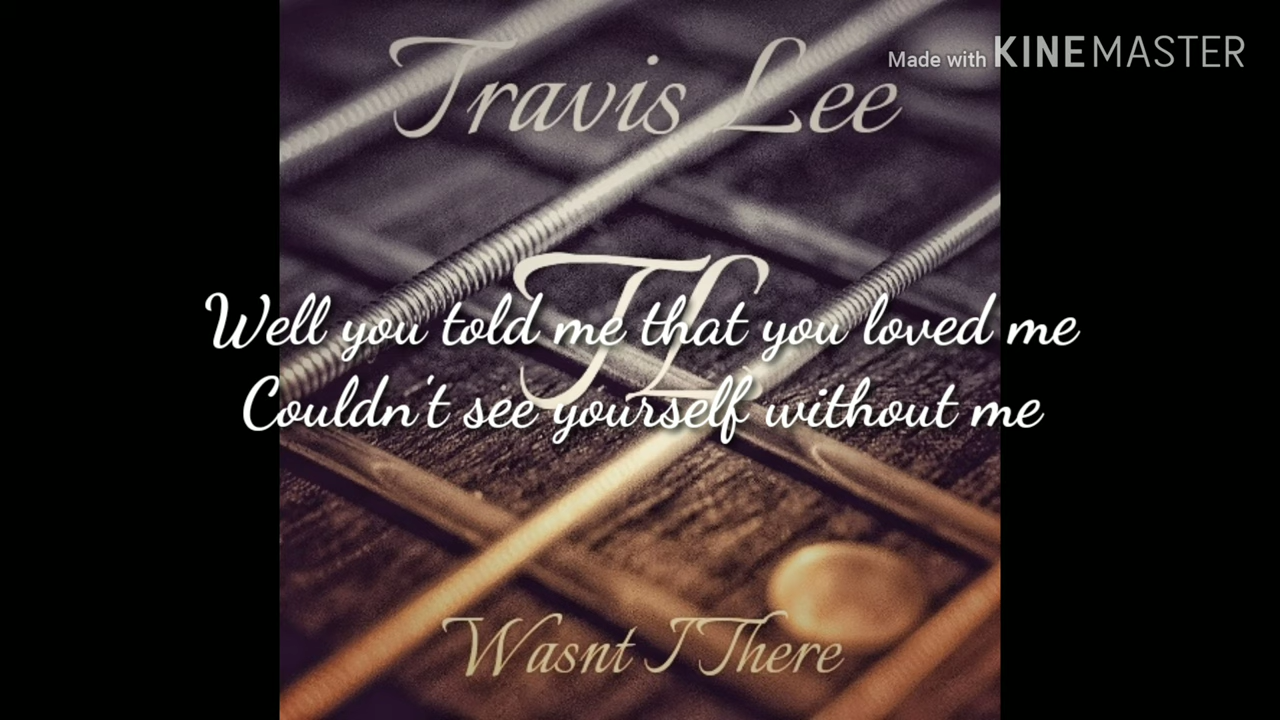 Travis Lee
Made with KINEMASTER
TL
Well you told me that you loved me
Couldn't see yourself without me
Wasnt I There